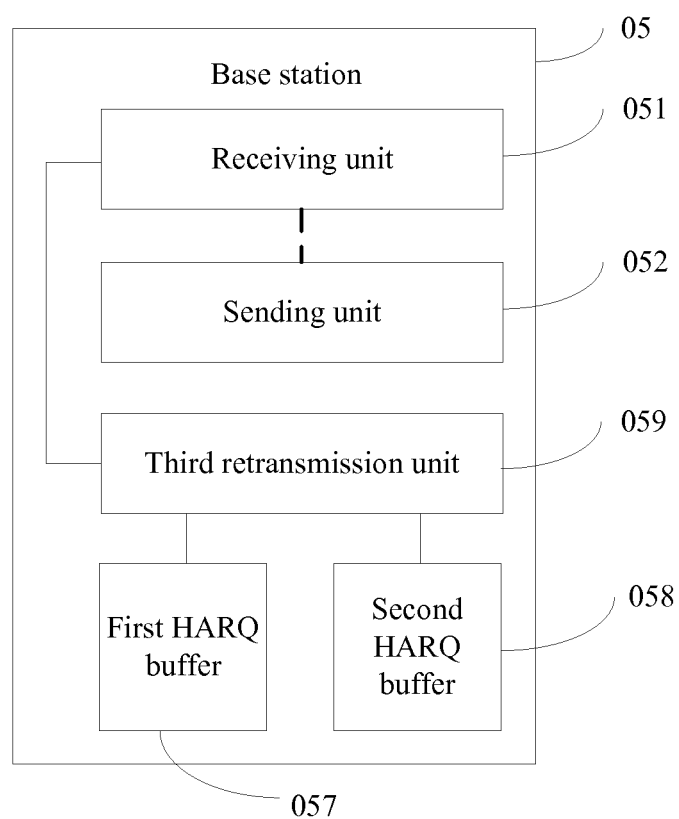 05
Base station
051
Receiving unit
052
Sending unit
059
Third retransmission unit
First HARQ
buffer
Second
HARQ
buffer
058
057